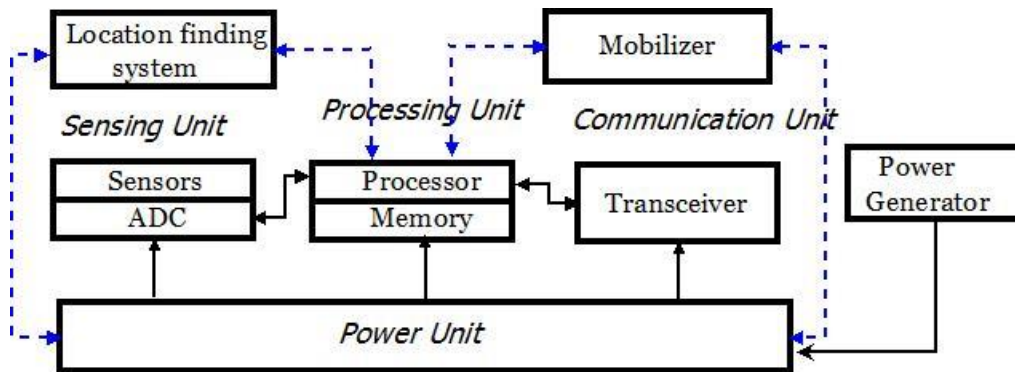 Location finding
system
Mobilizer
Sensing Unit
Processing Unit
Communication Unit
Sensors
ADC
Processor
Memory
Transceiver
Power
Generator
Power Unit